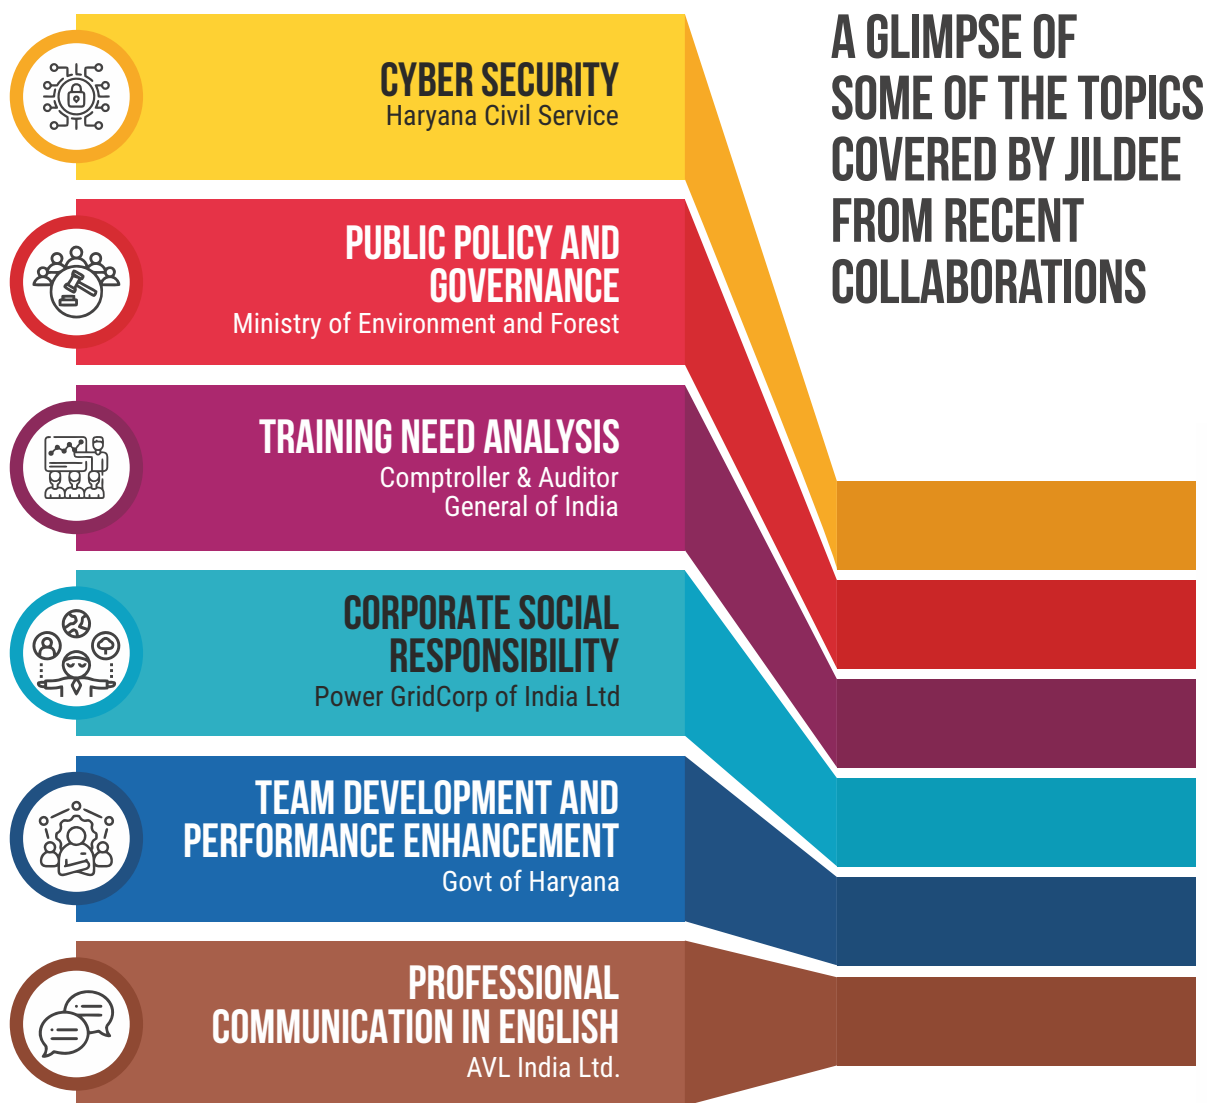 A GLIMPSE OF
SOME OF THE TOPICS
COVERED BY JILDEE
FROM RECENT
COLLABORATIONS
CYBER SECURITY
Haryana Civil Service
PUBLIC POLICY AND
GOVERNANCE
Ministry of Environment and Forest
TRAINING NEED ANALYSIS
Comptroller & Auditor
General of India
CORPORATE SOCIAL
RESPONSIBILITY
Power GridCorp of India Ltd
TEAM DEVELOPMENT AND
PERFORMANCE ENHANCEMENT
Govt of Haryana
PROFESSIONAL
COMMUNICATION IN ENGLISH
AVL India Ltd.